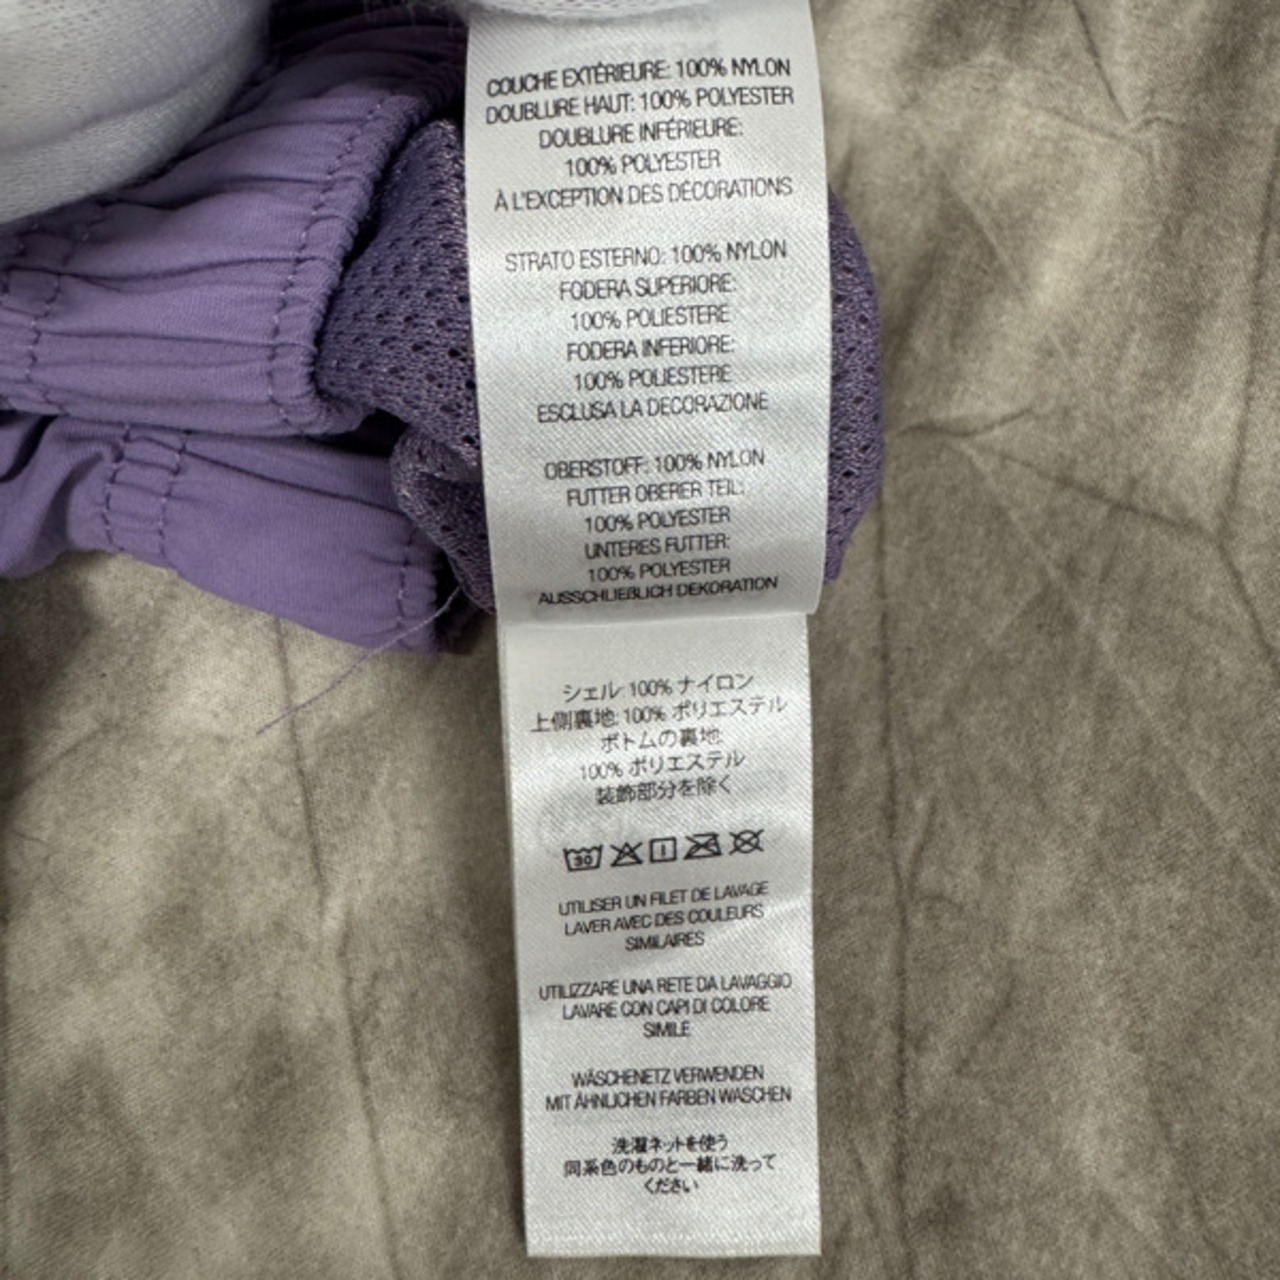 COUCHE EXTÉRIEURE: 100% NYLON
DOUBLURE HAUT: 100% POLYESTER
DOUBLURE INFÉRIEURE:
100% POLYESTER
À L'EXCEPTION DES DÉCORATIONS
STRATO ESTERNO: 100% NYLON
FODERA SUPERIORE:
100% POLIESTERE
FODERA INFERIORE:
100% POLIESTERE
ESCLUSA LA DECORAZIONE
OBERSTOFF: 100% NYLON
FUTTER OBERER TEIL:
100% POLYESTER
UNTERES FUTTER:
100% POLYESTER
AUSSCHLIEßLICH DEKORATION
シェル: 100% ナイロン
上側裏地: 100% ポリエステル
ボトムの裏地:
100% ポリエステル
装飾部分を除く
30
UTILISER UN FILET DE LAVAGE
LAVER AVEC DES COULEURS
SIMILAIRES
UTILIZZARE UNA RETE DA LAVAGGIO
LAVARE CON CAPI DI COLORE
SIMILE
WÄSCHENETZ VERWENDEN
MIT ÄHNLICHEN FARBEN WASCHEN
洗濯ネットを使う
同系色のものと一緒に洗って
ください